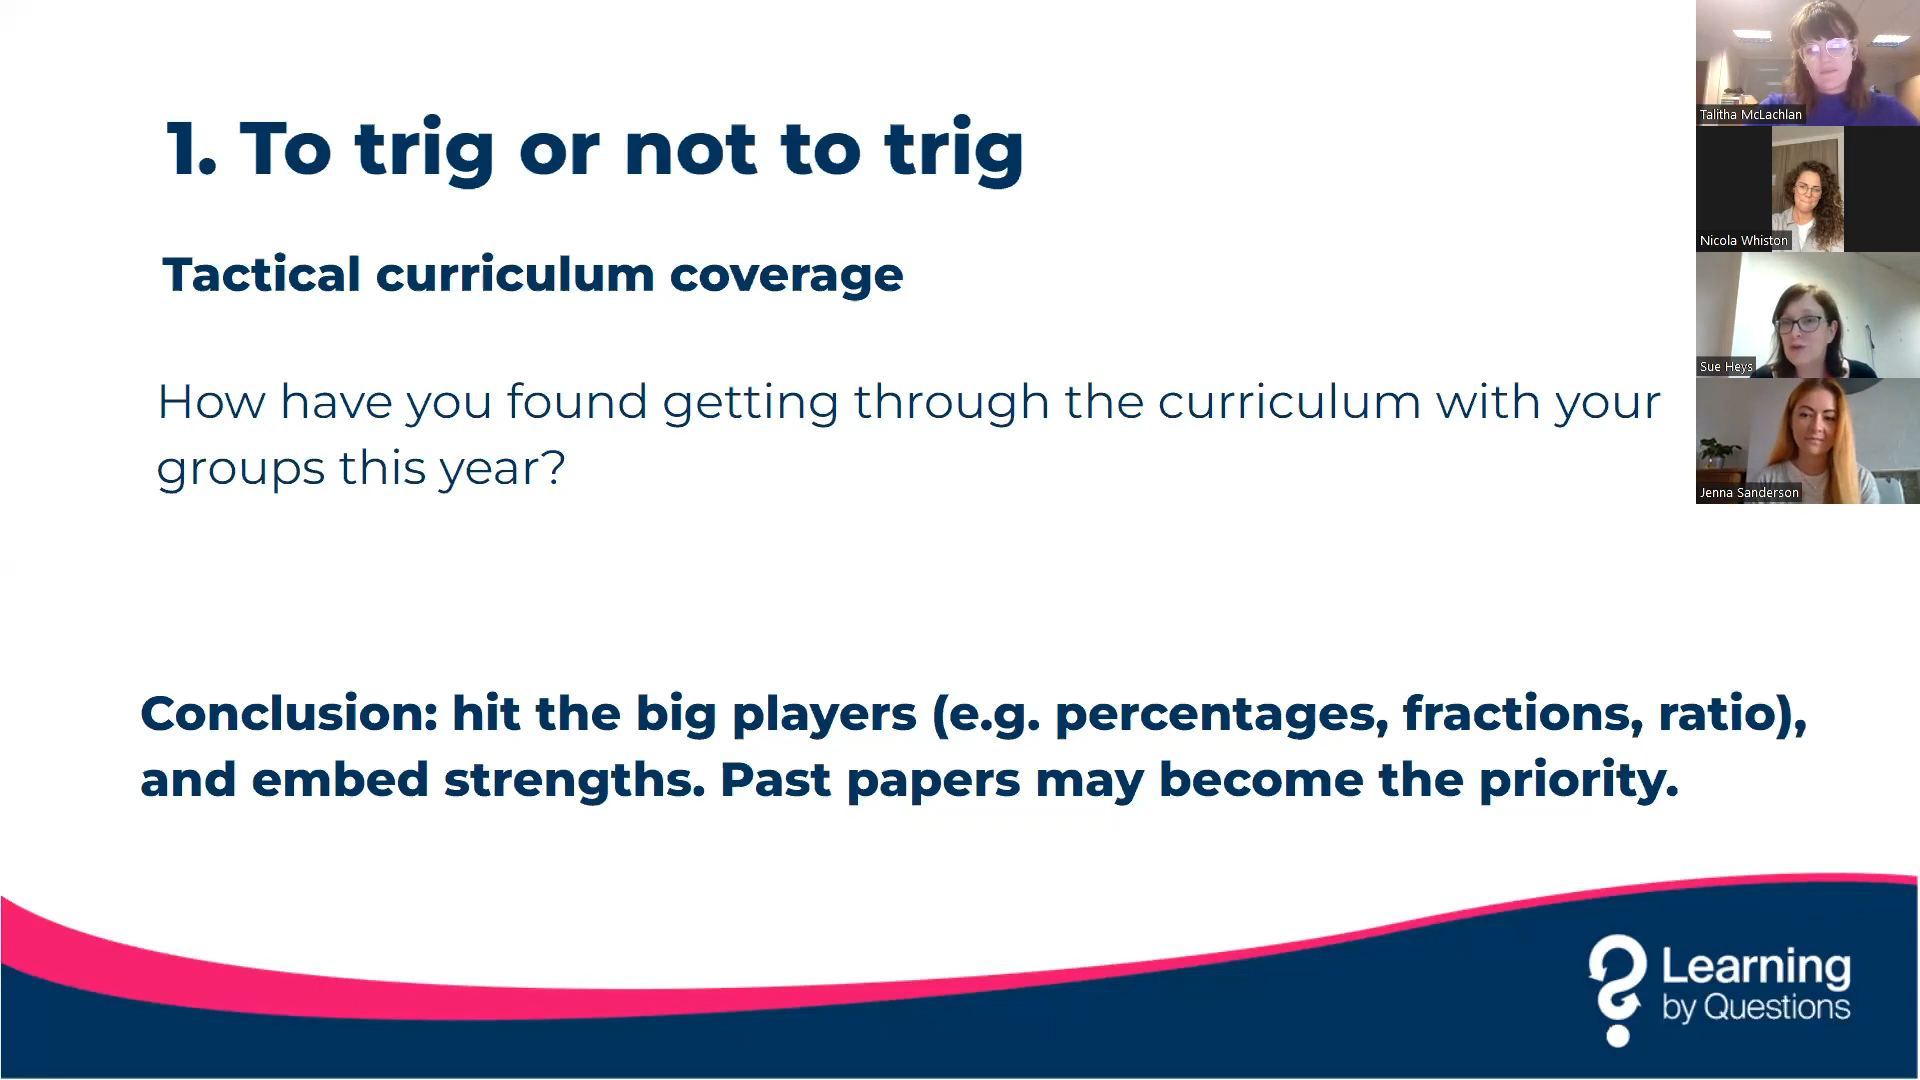 1. To trig or not to trig
Tactical curriculum coverage
How have you found getting through the curriculum with your
groups this year?
Conclusion: hit the big players (e.g. percentages, fractions, ratio),
and embed strengths. Past papers may become the priority.
Talitha McLachlan
Nicola Whiston
Sue Heys
Jenna Sanderson
Learning
by Questions